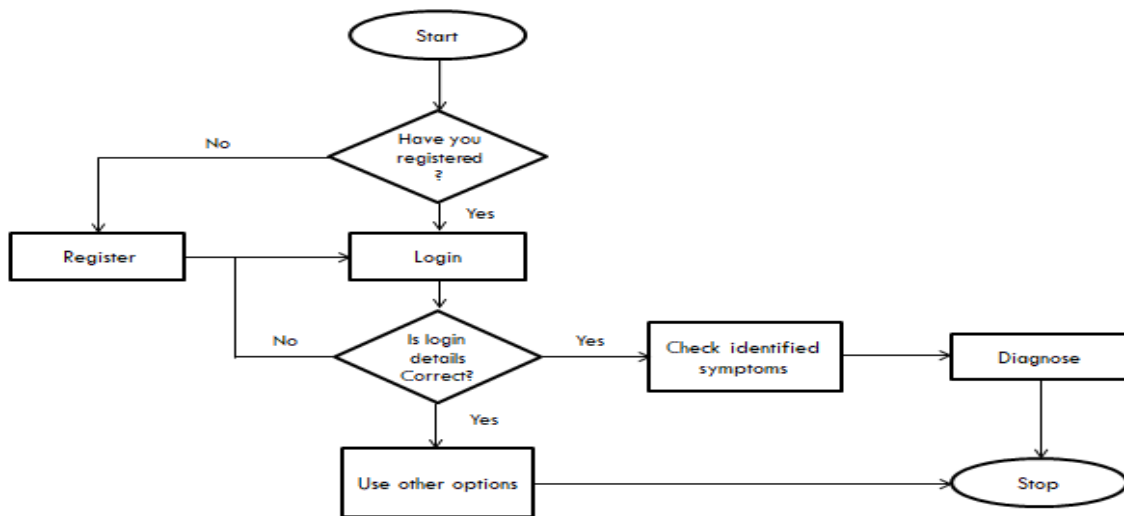 Start
Have you
registered
?
No
Yes
Register
Login
Is login
details
Correct?
No
Yes
Check identified
symptoms
Diagnose
Yes
Use other options
Stop